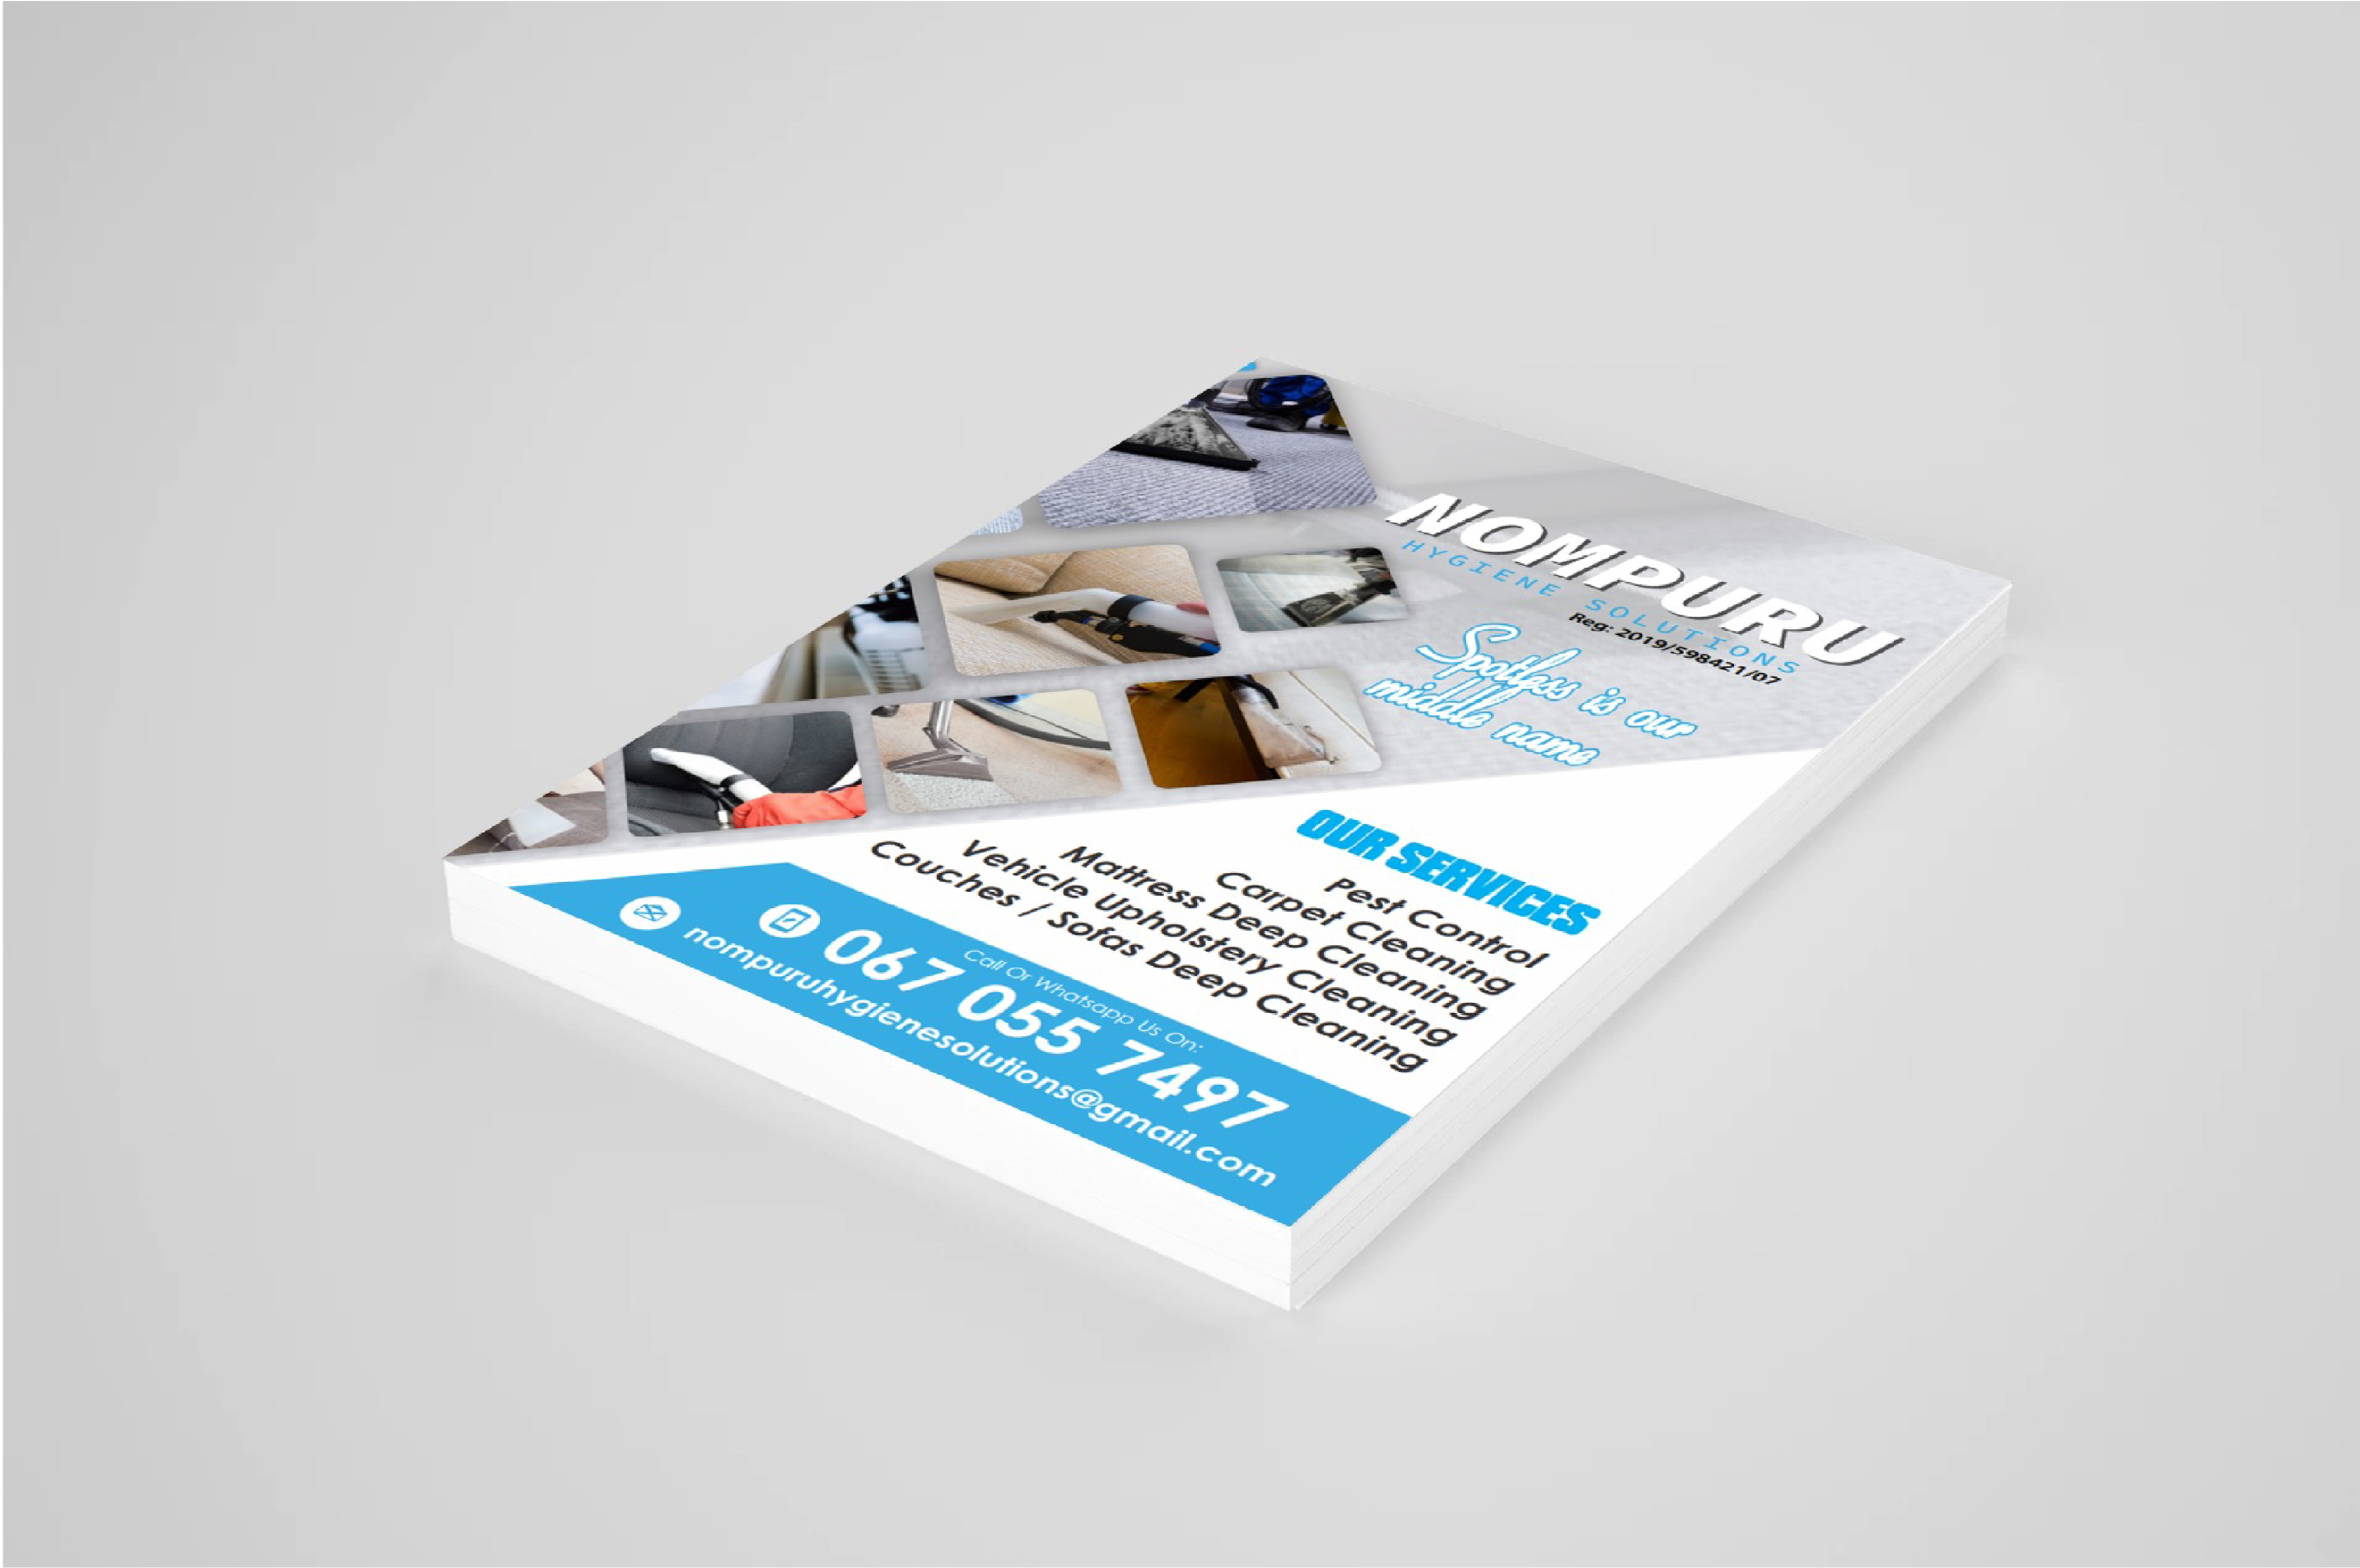 NOMPURU
HYGIENE SOLUTIONS
Reg: 2019/598421/07
Spotless is our
middle name
OUR SERVICES
Pest Control
Carpet Cleaning
Mattress Deep Cleaning
Vehicle Upholstery Cleaning
Couches / Sofas Deep Cleaning
Call Or Whatsapp Us On:
067 055 7497
nompuruhygienesolutions@gmail.com